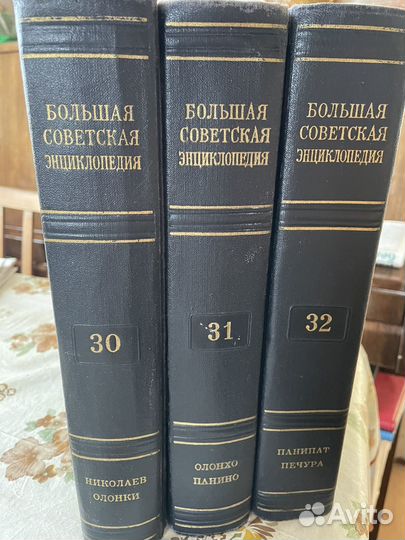 БОЛЬШАЯ
СОВЕТСКАЯ
ЭНЦИКЛОПЕДИЯ
30
НИКОЛАЕВ
ОЛОНКИ
БОЛЬШАЯ
СОВЕТСКАЯ
ЭНЦИКЛОПЕДИЯ
31
ОЛОНХО
ПАНИНО
БОЛЬШАЯ
СОВЕТСКАЯ
ЭНЦИКЛОПЕДИЯ
32
ПАНИПАТ
ПЕЧУРА
Avito